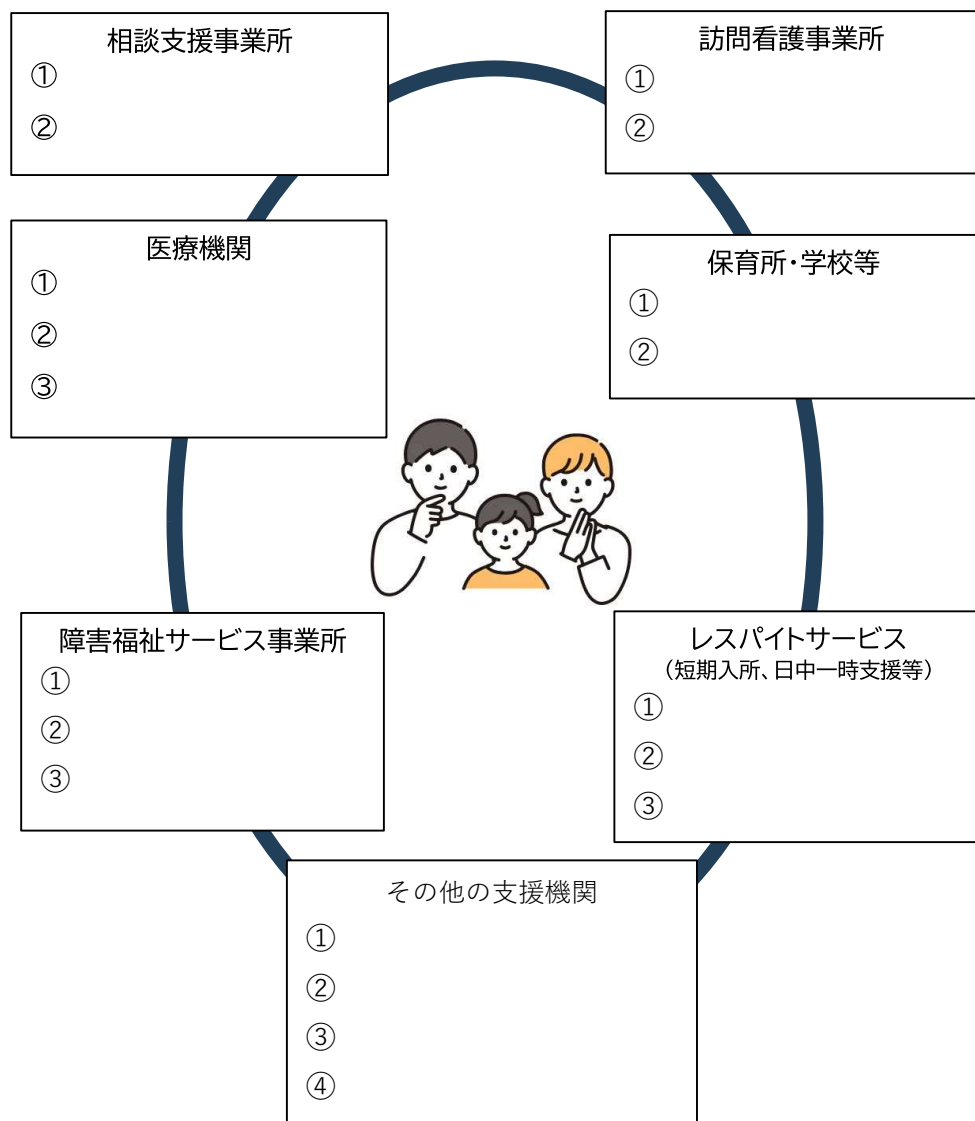 相談支援事業所
①
②
訪問看護事業所
①
②
医療機関
①
②
③
保育所・学校等
①
②
障害福祉サービス事業所
①
②
③
レスパイトサービス
（短期入所、日中一時支援等）
①
②
③
その他の支援機関
①
②
③
④